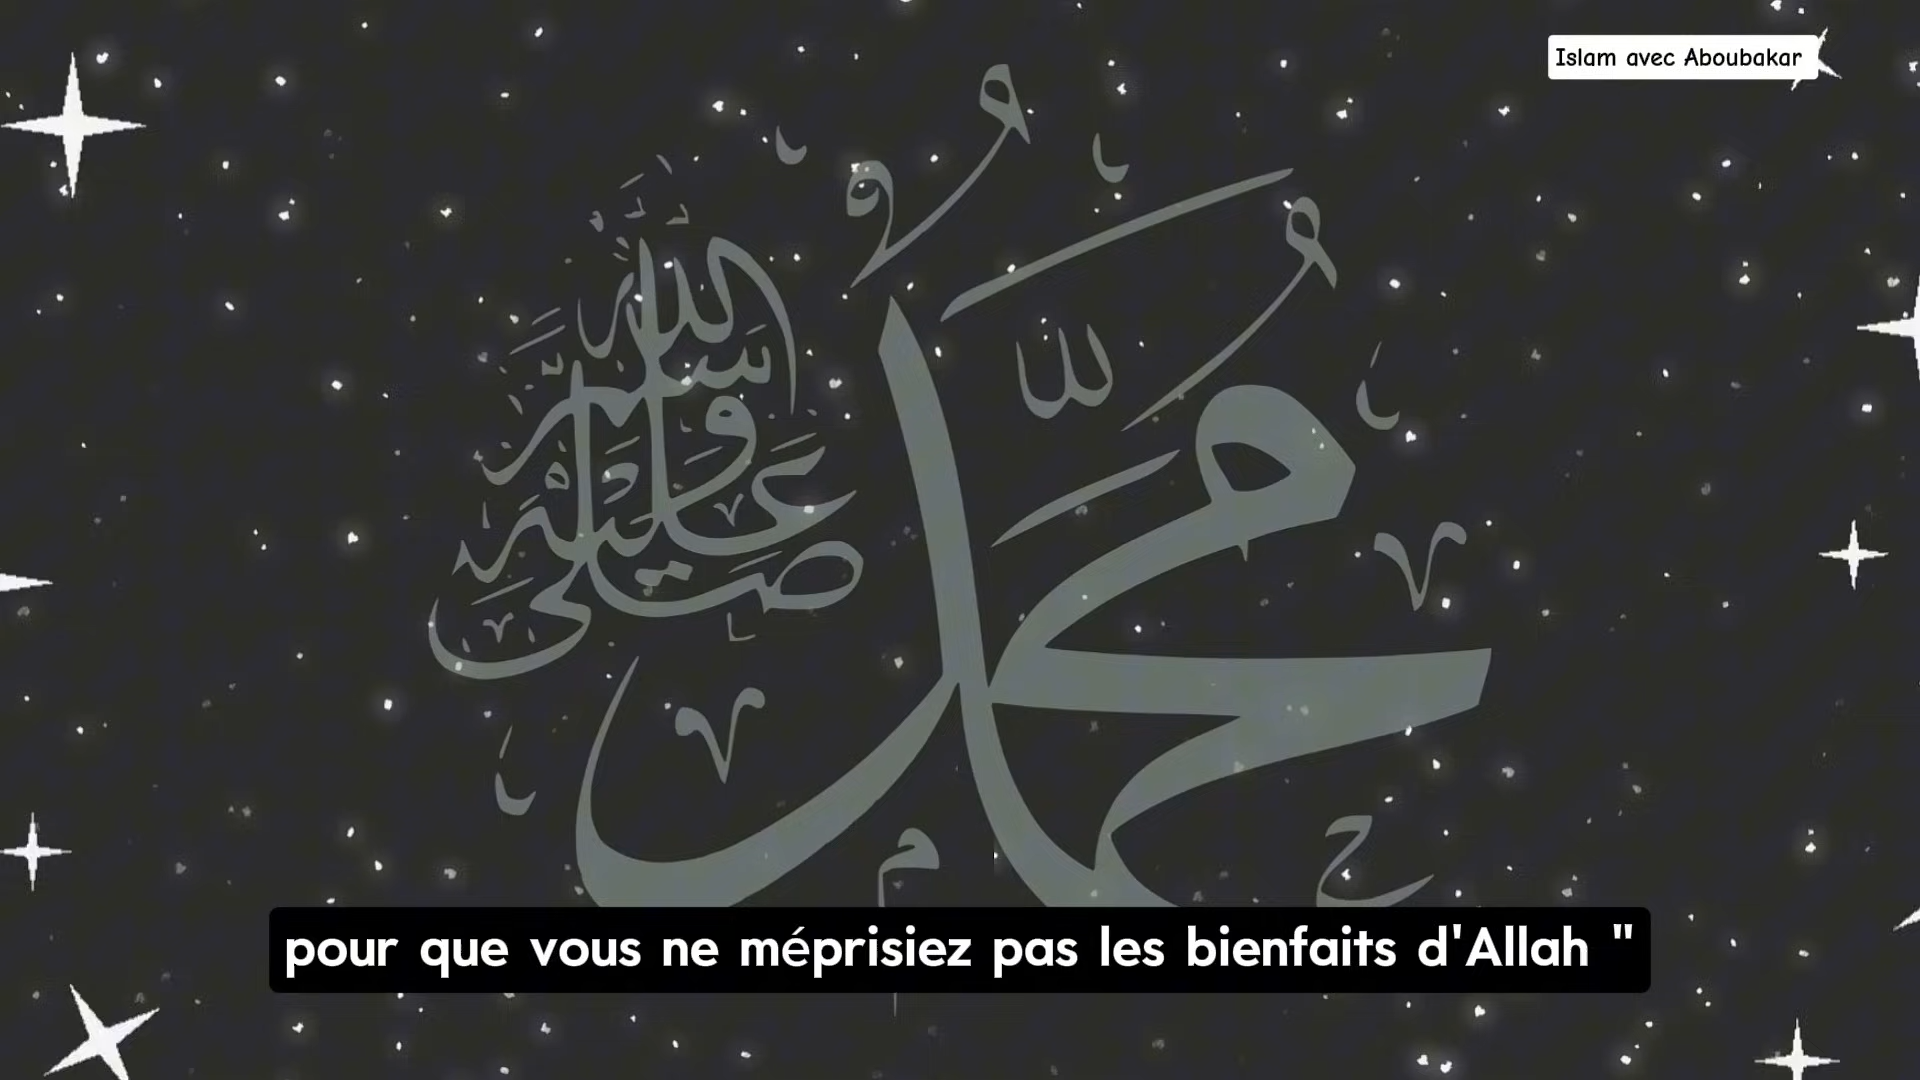 Islam avec Aboubakar
محمد
صلى الله عليه وسلم
pour que vous ne méprisiez pas les bienfaits d'Allah "